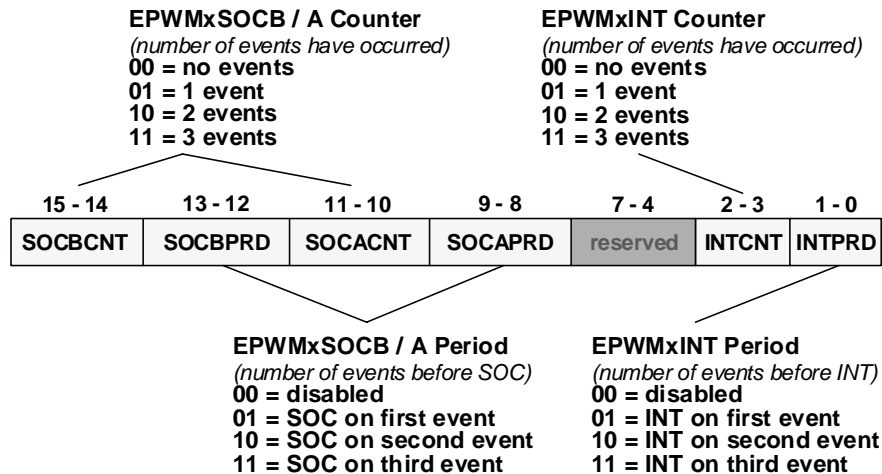 EPWMxSOCB / A Counter
(number of events have occurred)
00 = no events
01 = 1 event
10 = 2 events
11 = 3 events
EPWMxINT Counter
(number of events have occurred)
00 = no events
01 = 1 event
10 = 2 events
11 = 3 events
15 - 14 13 - 12 11 - 10 9 - 8 7 - 4 2 - 3 1 - 0
SOCBCNT SOCBPRD SOCACNT SOCAPRD reserved INTCNT INTPRD
EPWMxSOCB / A Period
(number of events before SOC)
00 = disabled
01 = SOC on first event
10 = SOC on second event
11 = SOC on third event
EPWMxINT Period
(number of events before INT)
00 = disabled
01 = INT on first event
10 = INT on second event
11 = INT on third event